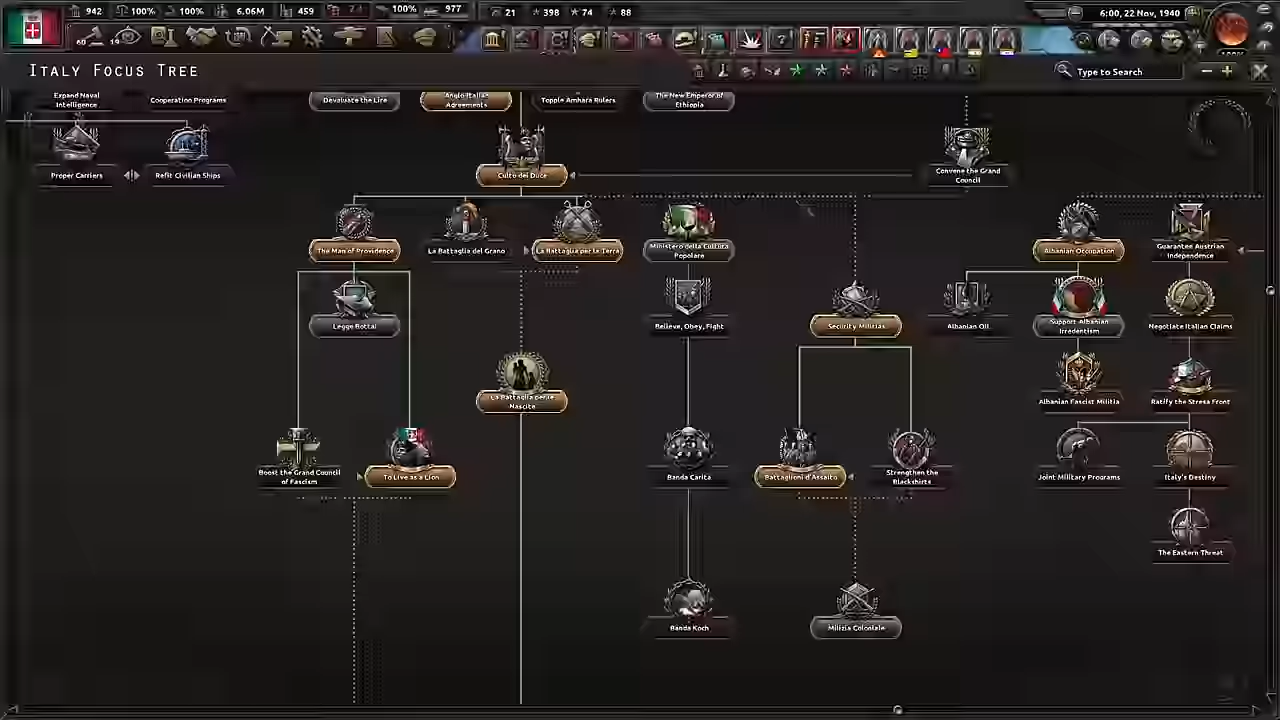 942
100%
100%
6.06M
459
100%
977
21
398
74
88
6:00, 22 Nov, 1940
60
19
100%
ITALY FOCUS TREE
Type to Search
Expand Naval
Intelligence
Cooperation Programs
Devaluate the Lire
Anglo-Italian
Agreements
Topple Amhara Rulers
The New Emperor of
Ethiopia
Proper Carriers
Refit Civilian Ships
Culto del Duce
Convene the Grand
Council
The Man of Providence
La Battaglia del Grano
La Battaglia per la Terra
Ministero della Cultura
Popolare
Albanian Occupation
Guarantee Austrian
Independence
Legge Bottai
Believe, Obey, Fight
Security Militias
Albanian Oil
Support Albanian
Irredentism
Negotiate Italian Claims
La Battaglia per le
Nascite
Albanian Fascist Militia
Ratify the Stresa Front
Boost the Grand Council
of Fascism
To Live as a Lion
Banda Carita
Battaglioni d'Assalto
Strengthen the
Blackshirts
Joint Military Programs
Italy's Destiny
The Eastern Threat
Banda Koch
Milizia Coloniale